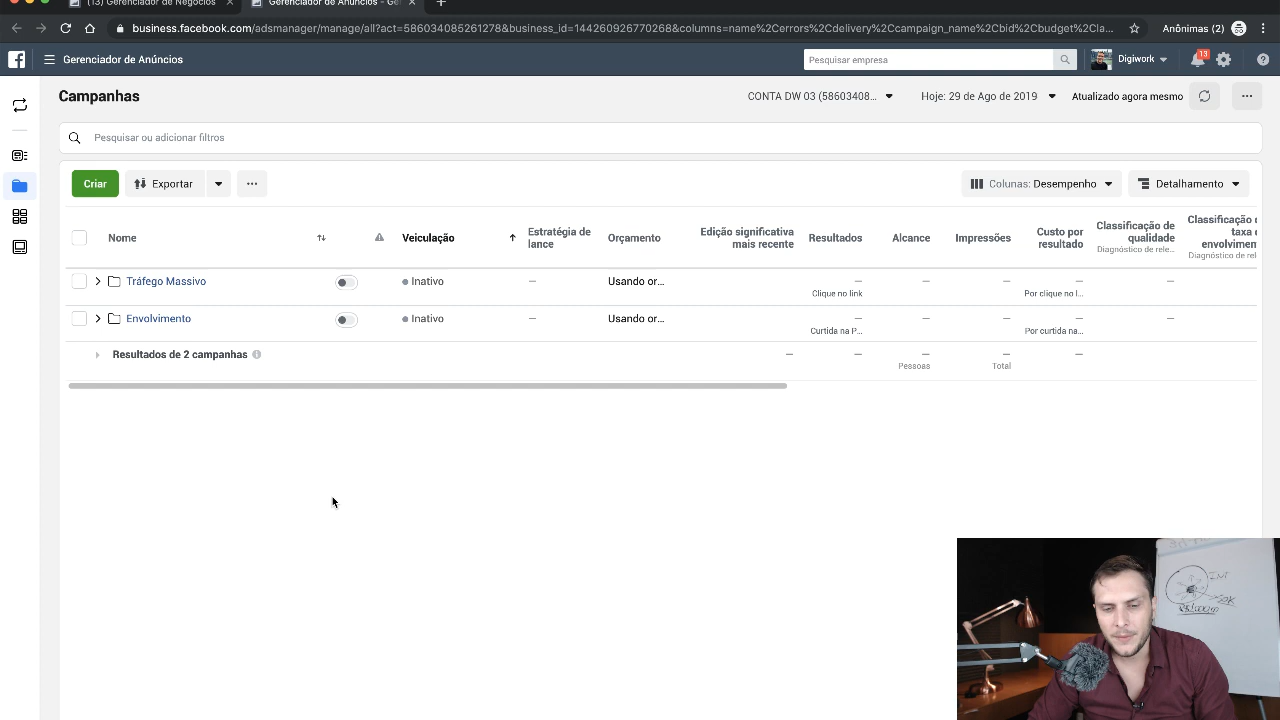 (13) Gerenciador de Negócios
Gerenciador de Anúncios - Ge
business.facebook.com/adsmanager/manage/all?act=586034085261278&business_id=144260926770268&columns=name%2Cerrors%2Cdelivery%2Ccampaign_name%2Cbid%2Cbudget%2Cla...
Anônimas (2)
Gerenciador de Anúncios
Pesquisar empresa
Digiwork
13
Campanhas
CONTA DW 03 (58603408...
Hoje: 29 de Ago de 2019
Atualizado agora mesmo
Pesquisar ou adicionar filtros
Criar
Exportar
Colunas: Desempenho
Detalhamento
Nome
Veiculação
Estratégia de lance
Orçamento
Edição significativa mais recente
Resultados
Alcance
Impressões
Custo por resultado
Classificação de qualidade
Diagnóstico de rele...
Classificação
taxa
envolvimen
Diagnóstico de rel
Tráfego Massivo
Inativo
—
Usando or...
—
Clique no link
—
—
—
Por clique no l...
—
Envolvimento
Inativo
—
Usando or...
—
Curtida na P...
—
—
—
Por curtida na...
—
Resultados de 2 campanhas
—
—
—
Pessoas
—
Total
—